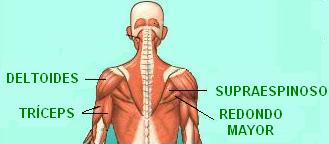 DELTOIDES
TRÍCEPS
SUPRAESPINOSO
REDONDO
MAYOR